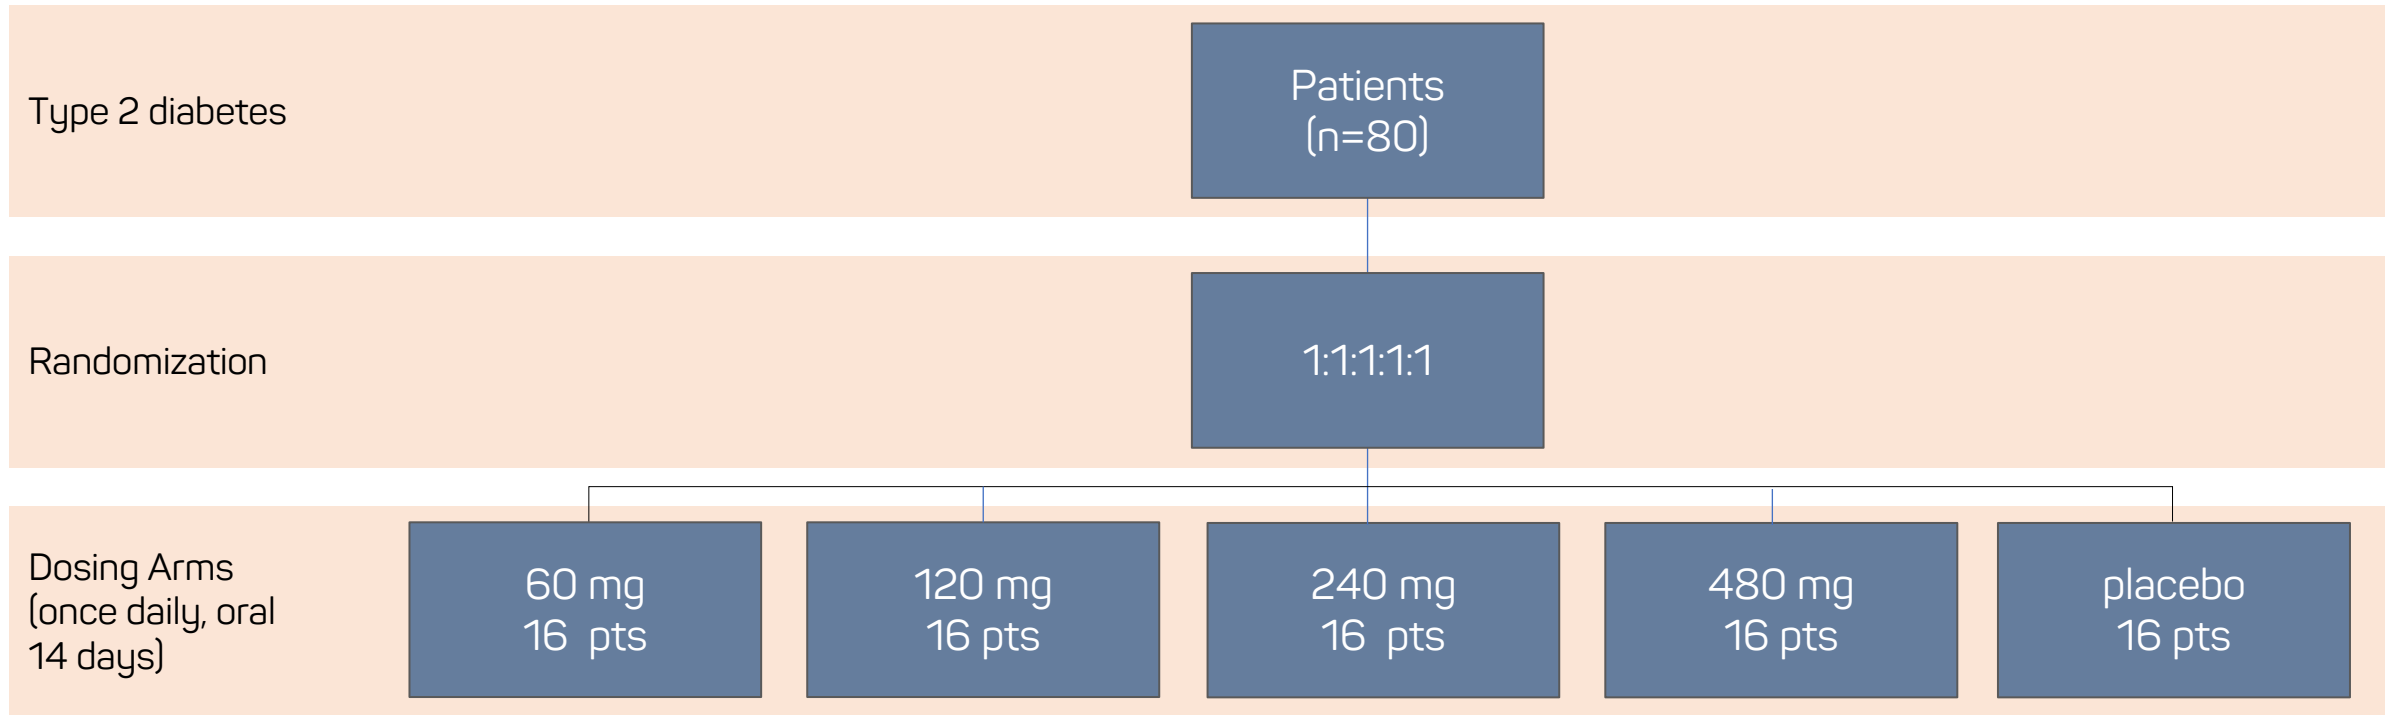 Type 2 diabetes
Patients
(n=80)
Randomization
1:1:1:1:1
Dosing Arms
(once daily, oral
14 days)
60 mg
16 pts
120 mg
16 pts
240 mg
16 pts
480 mg
16 pts
placebo
16 pts